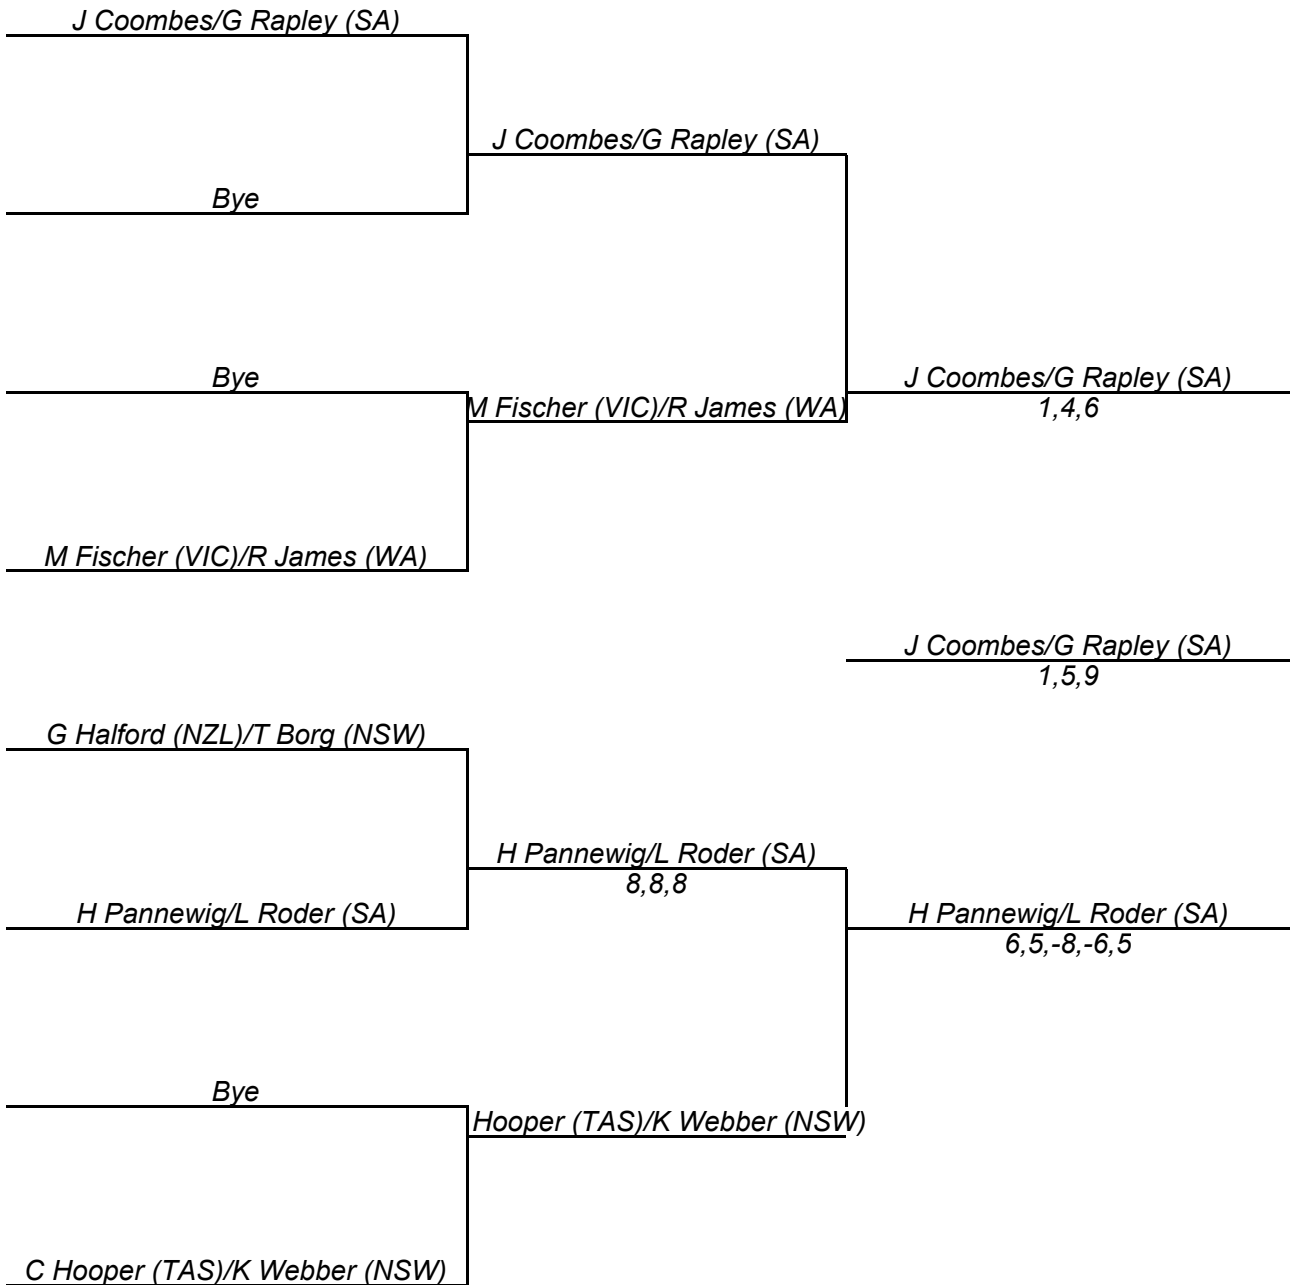 J Coombes/G Rapley (SA)
J Coombes/G Rapley (SA)
Bye
Bye
J Coombes/G Rapley (SA)
M Fischer (VIC)/R James (WA)
1,4,6
M Fischer (VIC)/R James (WA)
J Coombes/G Rapley (SA)
1,5,9
G Halford (NZL)/T Borg (NSW)
H Pannewig/L Roder (SA)
8,8,8
H Pannewig/L Roder (SA)
H Pannewig/L Roder (SA)
6,5,-8,-6,5
Bye
Hooper (TAS)/K Webber (NSW)
C Hooper (TAS)/K Webber (NSW)